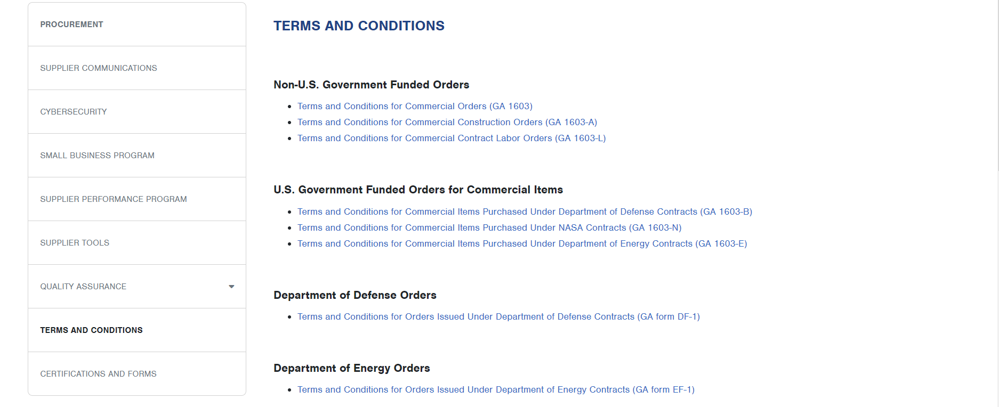 PROCUREMENT
SUPPLIER COMMUNICATIONS
CYBERSECURITY
SMALL BUSINESS PROGRAM
SUPPLIER PERFORMANCE PROGRAM
SUPPLIER TOOLS
QUALITY ASSURANCE
TERMS AND CONDITIONS
CERTIFICATIONS AND FORMS
TERMS AND CONDITIONS
Non-U.S. Government Funded Orders
Terms and Conditions for Commercial Orders (GA 1603)
Terms and Conditions for Commercial Construction Orders (GA 1603-A)
Terms and Conditions for Commercial Contract Labor Orders (GA 1603-L)
U.S. Government Funded Orders for Commercial Items
Terms and Conditions for Commercial Items Purchased Under Department of Defense Contracts (GA 1603-B)
Terms and Conditions for Commercial Items Purchased Under NASA Contracts (GA 1603-N)
Terms and Conditions for Commercial Items Purchased Under Department of Energy Contracts (GA 1603-E)
Department of Defense Orders
Terms and Conditions for Orders Issued Under Department of Defense Contracts (GA form DF-1)
Department of Energy Orders
Terms and Conditions for Orders Issued Under Department of Energy Contracts (GA form EF-1)